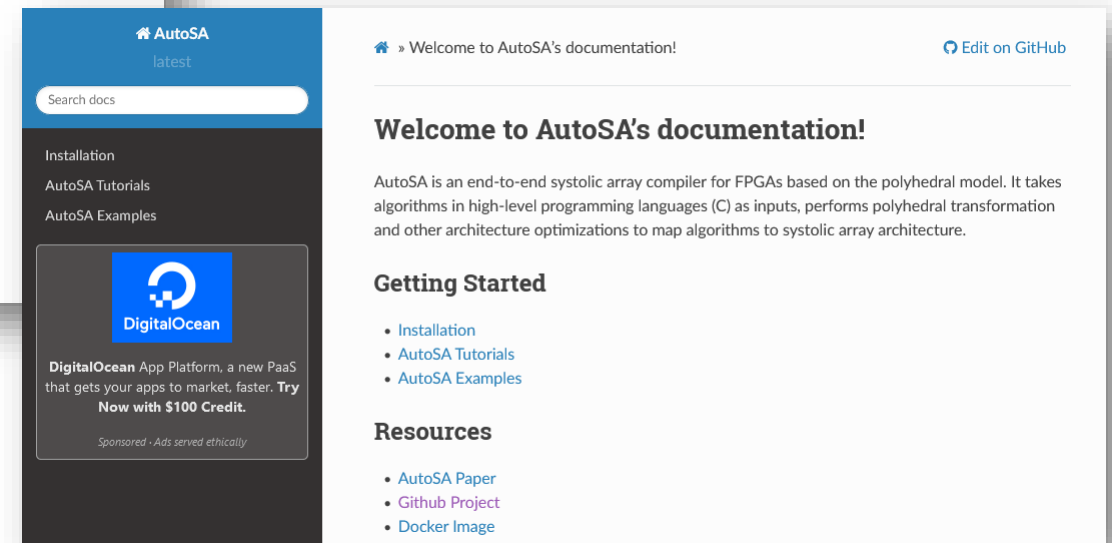 AutoSA
latest
Search docs
Installation
AutoSA Tutorials
AutoSA Examples
DigitalOcean
DigitalOcean App Platform, a new PaaS
that gets your apps to market, faster. Try
Now with $100 Credit.
Sponsored · Ads served ethically
» Welcome to AutoSA's documentation!
Edit on GitHub
Welcome to AutoSA's documentation!
AutoSA is an end-to-end systolic array compiler for FPGAs based on the polyhedral model. It takes
algorithms in high-level programming languages (C) as inputs, performs polyhedral transformation
and other architecture optimizations to map algorithms to systolic array architecture.
Getting Started
• Installation
• AutoSA Tutorials
• AutoSA Examples
Resources
• AutoSA Paper
• Github Project
• Docker Image